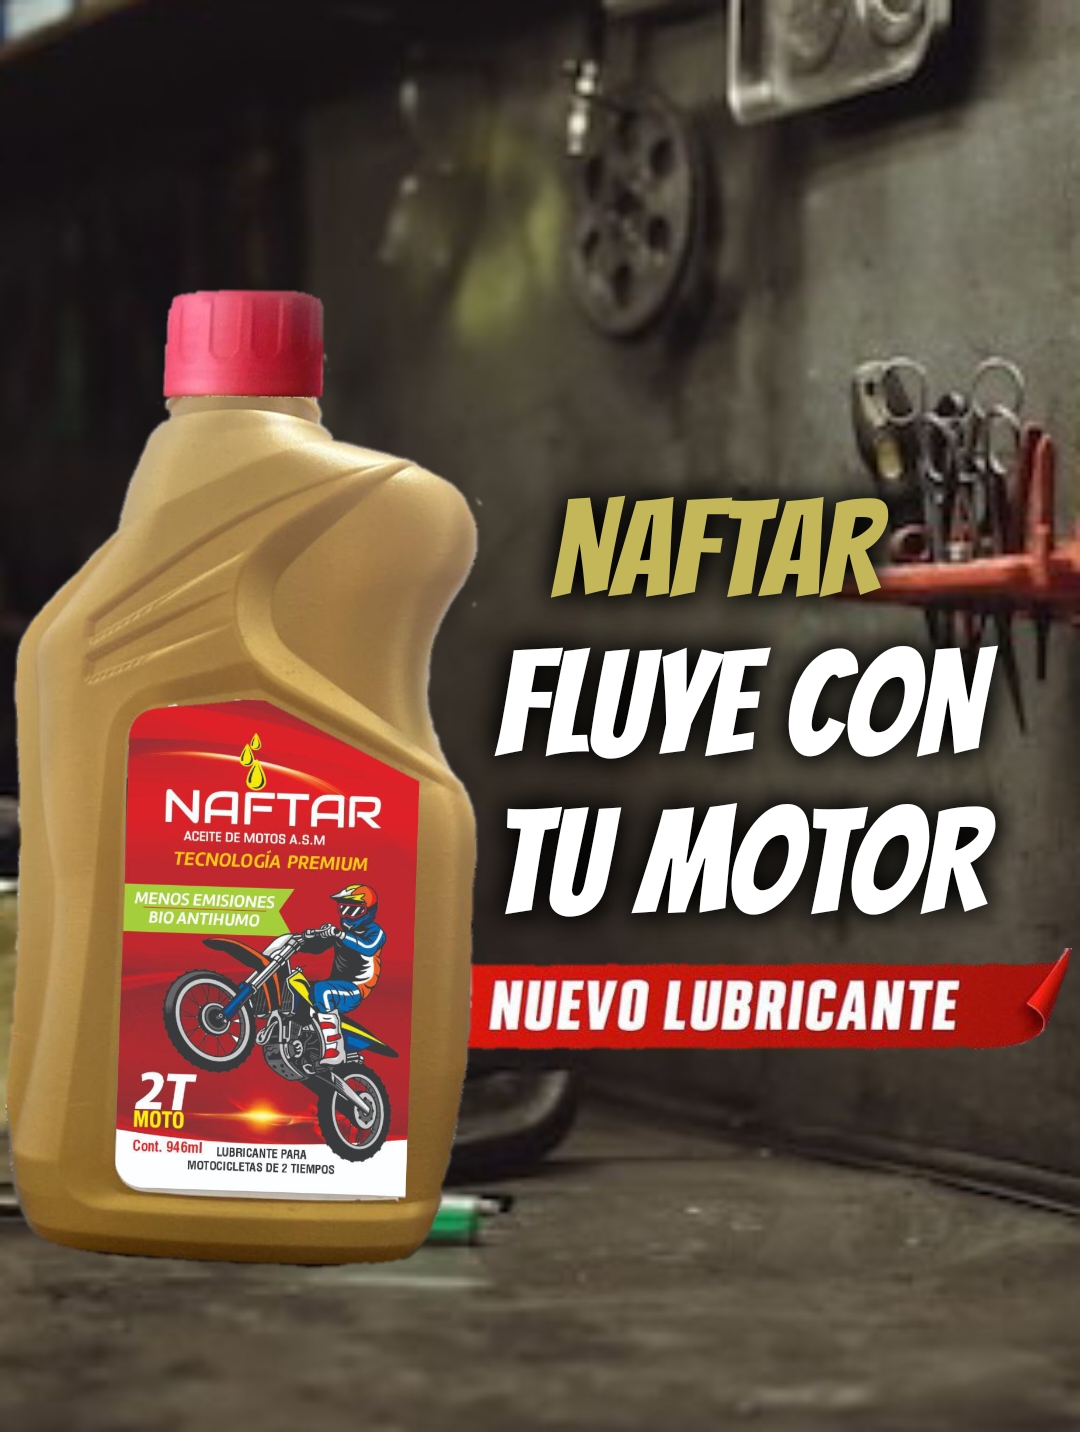 NAFTAR
FLUYE CON
TU MOTOR
NUEVO LUBRICANTE
NAFTAR
ACEITE DE MOTOS A.S.M
TECNOLOGÍA PREMIUM
MENOS EMISIONES
BIO ANTIHUMO
2T
MOTO
Cont. 946ml
LUBRICANTE PARA
MOTOCICLETAS DE 2 TIEMPOS